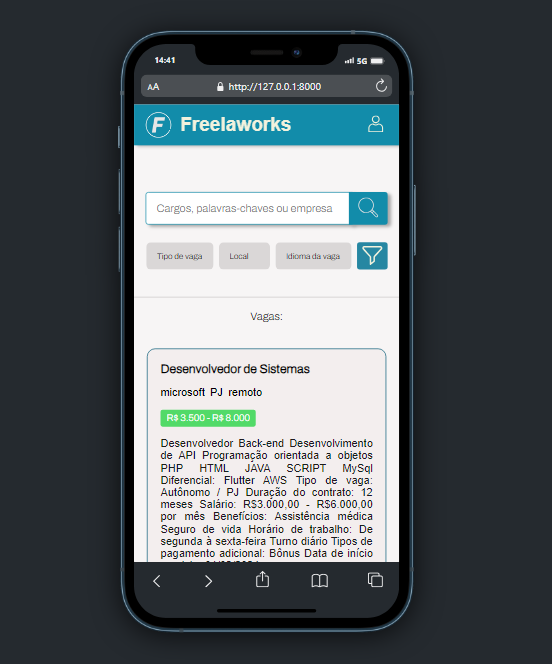 14:41
5G
AA
http://127.0.0.1:8000
F Freelaworks
Cargos, palavras-chaves ou empresa
Tipo de vaga Local Idioma da vaga
Vagas:
Desenvolvedor de Sistemas
microsoft PJ remoto
R$ 3.500 - R$ 8.000
Desenvolvedor Back-end Desenvolvimento
de API Programação orientada a objetos
PHP HTML JAVA SCRIPT MySql
Diferencial: Flutter AWS Tipo de vaga:
Autônomo / PJ Duração do contrato: 12
meses Salário: R$3.000,00 - R$6.000,00
por mês Benefícios: Assistência médica
Seguro de vida Horário de trabalho: De
segunda à sexta-feira Turno diário Tipos de
pagamento adicional: Bônus Data de início